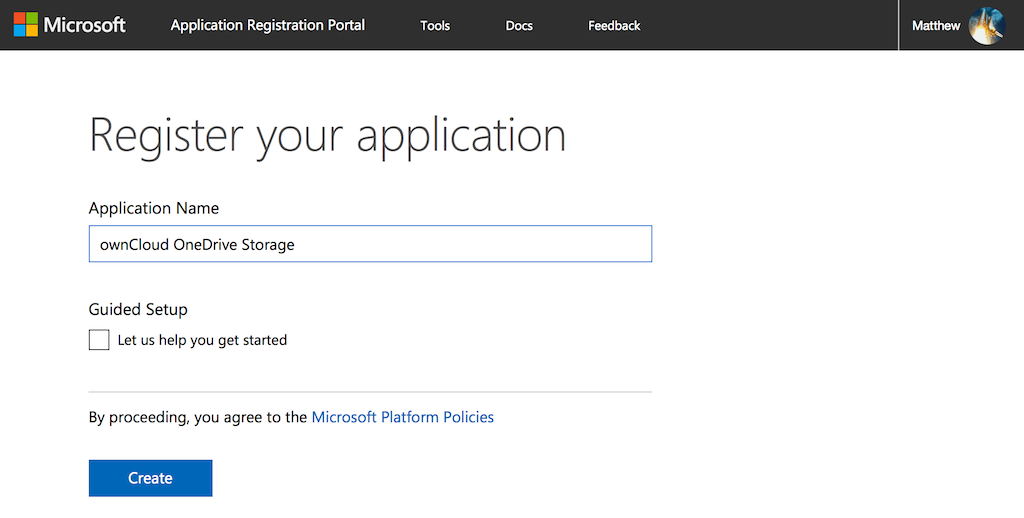 Microsoft Application Registration Portal Tools Docs Feedback Matthew
Register your application
Application Name
ownCloud OneDrive Storage
Guided Setup
Let us help you get started
By proceeding, you agree to the Microsoft Platform Policies
Create